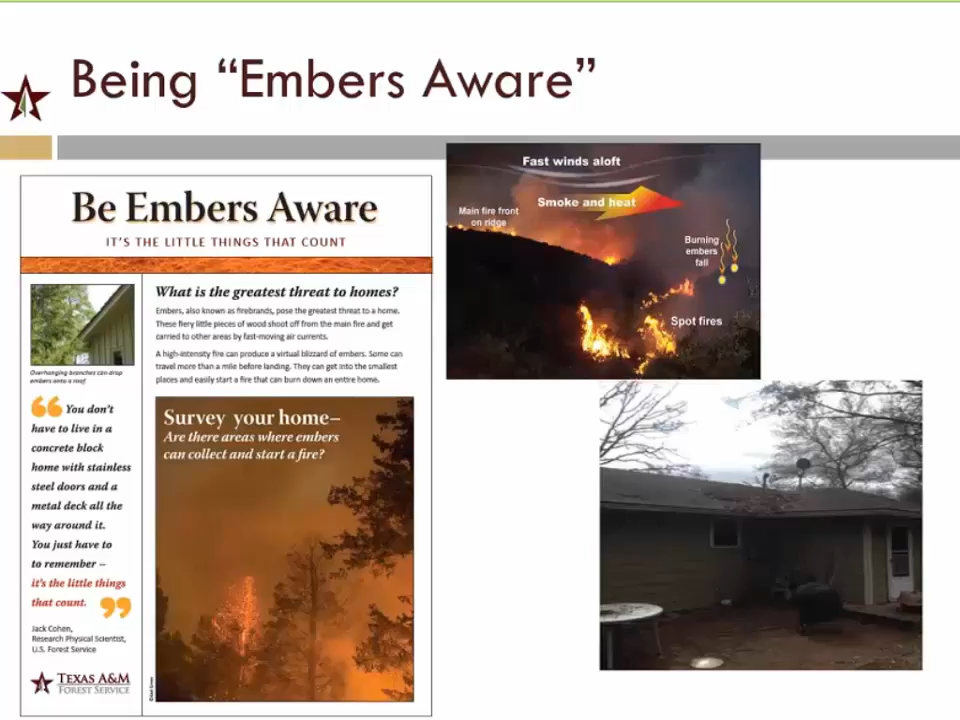 Being “Embers Aware”
Be Embers Aware
IT'S THE LITTLE THINGS THAT COUNT
Overhanging branches can drop
embers onto a roof.
“ You don't
have to live in a
concrete block
home with stainless
steel doors and a
metal deck all the
way around it.
You just have to
to remember –
it's the little things
that count. ”
Jack Cohen,
Research Physical Scientist,
U.S. Forest Service
TEXAS A&M
FOREST SERVICE
What is the greatest threat to homes?
Embers, also known as firebrands, pose the greatest threat to a home.
These fiery little pieces of wood shoot off from the main fire and get
carried to other areas by fast-moving air currents.
A high-intensity fire can produce a virtual blizzard of embers. Some can
travel more than a mile before landing. They can get into the smallest
places and easily start a fire that can burn down an entire home.
Survey your home–
Are there areas where embers
can collect and start a fire?
Fast winds aloft
Smoke and heat
Main fire front
on ridge
Burning
embers
fall
Spot fires